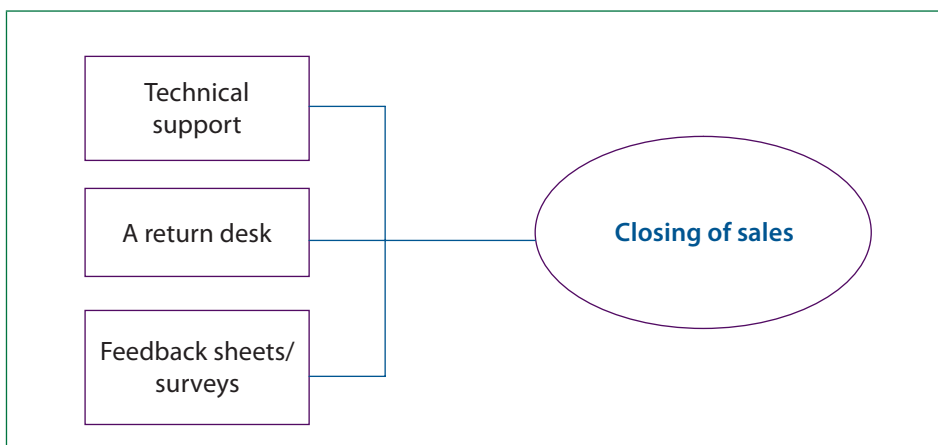 Technical
support
A return desk
Feedback sheets/
surveys
Closing of sales